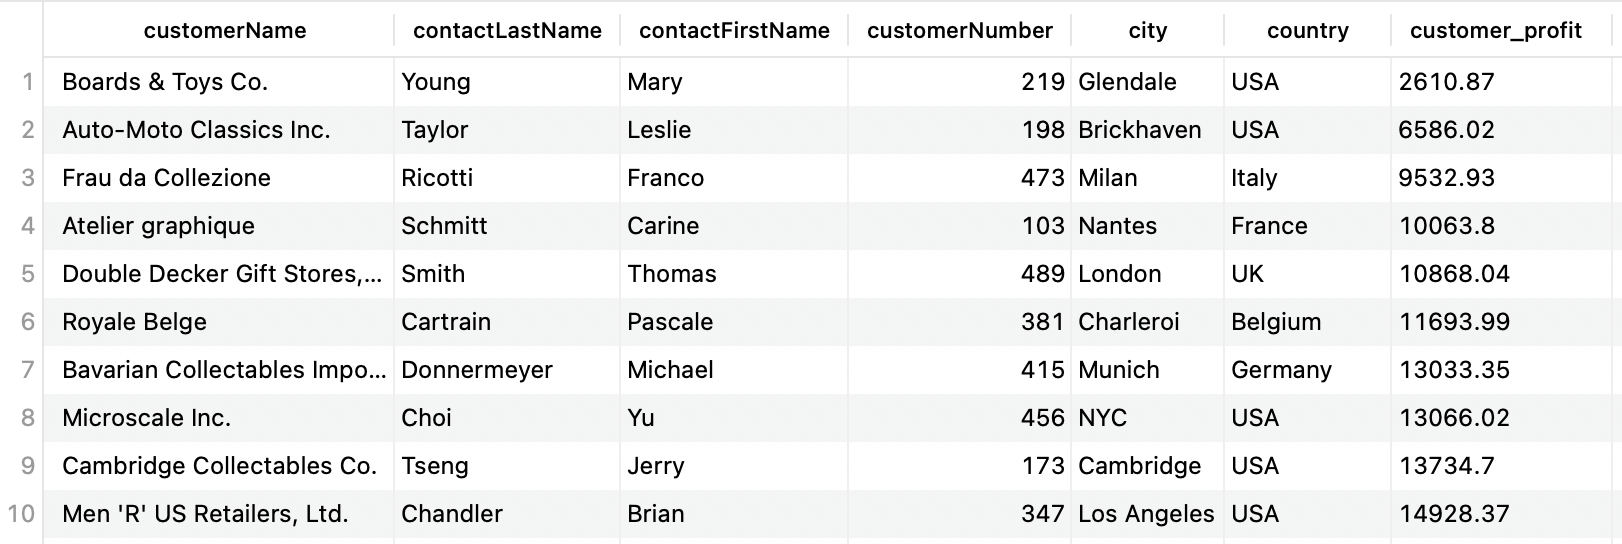 customerName contactLastName contactFirstName customerNumber city country customer_profit
1 Boards & Toys Co. Young Mary 219 Glendale USA 2610.87
2 Auto-Moto Classics Inc. Taylor Leslie 198 Brickhaven USA 6586.02
3 Frau da Collezione Ricotti Franco 473 Milan Italy 9532.93
4 Atelier graphique Schmitt Carine 103 Nantes France 10063.8
5 Double Decker Gift Stores,... Smith Thomas 489 London UK 10868.04
6 Royale Belge Cartrain Pascale 381 Charleroi Belgium 11693.99
7 Bavarian Collectables Impo... Donnermeyer Michael 415 Munich Germany 13033.35
8 Microscale Inc. Choi Yu 456 NYC USA 13066.02
9 Cambridge Collectables Co. Tseng Jerry 173 Cambridge USA 13734.7
10 Men 'R' US Retailers, Ltd. Chandler Brian 347 Los Angeles USA 14928.37